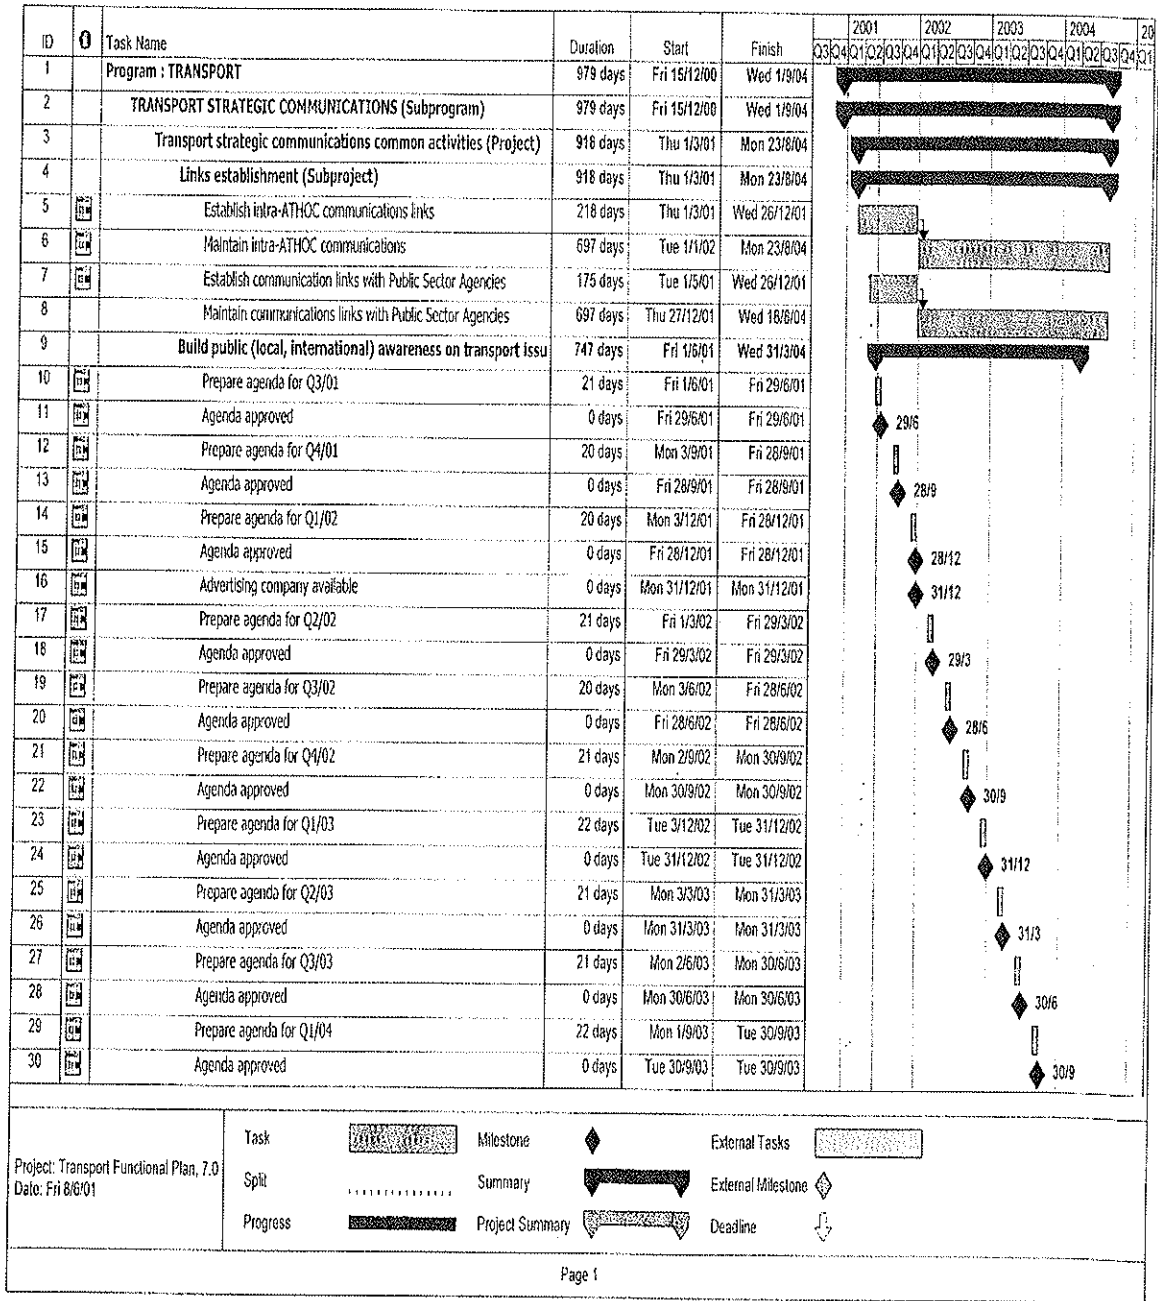 2001 2002 2003 2004 20
ID Task Name Duration Start Finish Q3 Q4 Q1 Q2 Q3 Q4 Q1 Q2 Q3 Q4 Q1 Q2 Q3 Q4 Q1 Q2 Q3 Q4 Q1
1 Program : TRANSPORT 979 days Fri 15/12/00 Wed 1/9/04
2 TRANSPORT STRATEGIC COMMUNICATIONS (Subprogram) 979 days Fri 15/12/00 Wed 1/9/04
3 Transport strategic communications common activities (Project) 918 days Thu 1/3/01 Mon 23/8/04
4 Links establishment (Subproject) 918 days Thu 1/3/01 Mon 23/8/04
5 Establish intra-ATHOC communications links 218 days Thu 1/3/01 Wed 26/12/01
6 Maintain intra-ATHOC communications 697 days Tue 1/1/02 Mon 23/8/04
7 Establish communication links with Public Sector Agencies 175 days Tue 1/5/01 Wed 26/12/01
8 Maintain communications links with Public Sector Agencies 697 days Thu 27/12/01 Wed 18/8/04
9 Build public (local, international) awareness on transport issu 747 days Fri 1/6/01 Wed 31/3/04
10 Prepare agenda for Q3/01 21 days Fri 1/6/01 Fri 29/6/01
11 Agenda approved 0 days Fri 29/6/01 Fri 29/6/01 29/6
12 Prepare agenda for Q4/01 20 days Mon 3/9/01 Fri 28/9/01
13 Agenda approved 0 days Fri 28/9/01 Fri 28/9/01 28/9
14 Prepare agenda for Q1/02 20 days Mon 3/12/01 Fri 28/12/01
15 Agenda approved 0 days Fri 28/12/01 Fri 28/12/01 28/12
16 Advertising company available 0 days Mon 31/12/01 Mon 31/12/01 31/12
17 Prepare agenda for Q2/02 21 days Fri 1/3/02 Fri 29/3/02
18 Agenda approved 0 days Fri 29/3/02 Fri 29/3/02 29/3
19 Prepare agenda for Q3/02 20 days Mon 3/6/02 Fri 28/6/02
20 Agenda approved 0 days Fri 28/6/02 Fri 28/6/02 28/6
21 Prepare agenda for Q4/02 21 days Mon 2/9/02 Mon 30/9/02
22 Agenda approved 0 days Mon 30/9/02 Mon 30/9/02 30/9
23 Prepare agenda for Q1/03 22 days Tue 3/12/02 Tue 31/12/02
24 Agenda approved 0 days Tue 31/12/02 Tue 31/12/02 31/12
25 Prepare agenda for Q2/03 21 days Mon 3/3/03 Mon 31/3/03
26 Agenda approved 0 days Mon 31/3/03 Mon 31/3/03 31/3
27 Prepare agenda for Q3/03 21 days Mon 2/6/03 Mon 30/6/03
28 Agenda approved 0 days Mon 30/6/03 Mon 30/6/03 30/6
29 Prepare agenda for Q1/04 22 days Mon 1/9/03 Tue 30/9/03
30 Agenda approved 0 days Tue 30/9/03 Tue 30/9/03 30/9
Project: Transport Functional Plan, 7.0
Date: Fri 8/6/01
Task Milestone External Tasks
Split Summary External Milestone
Progress Project Summary Deadline
Page 1